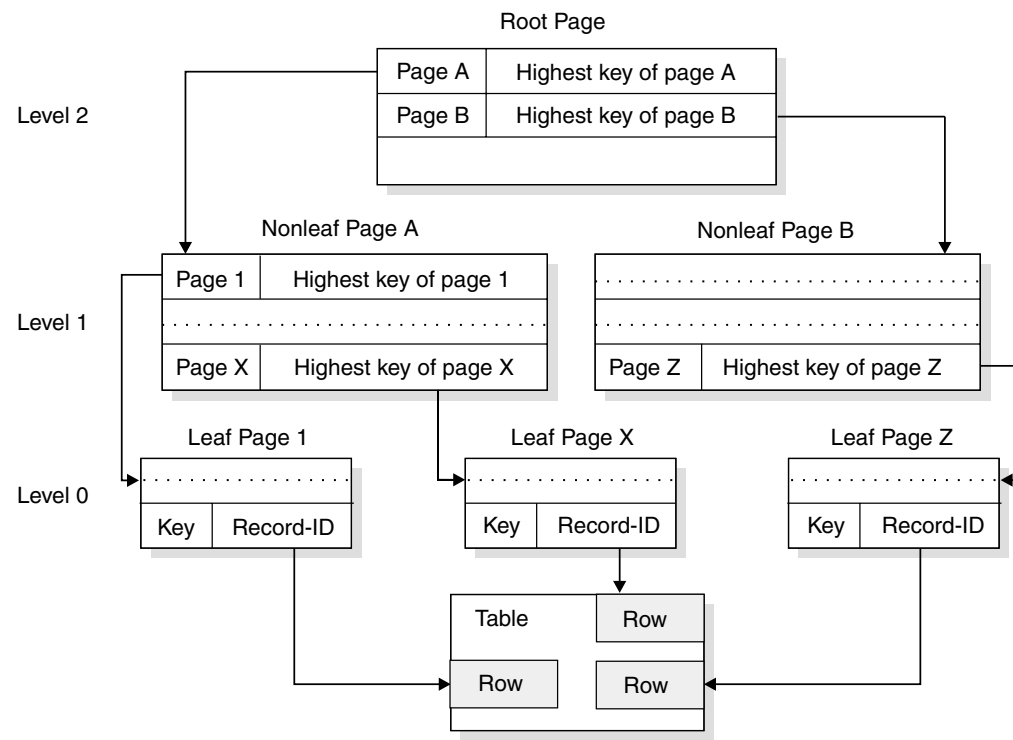 Root Page
Page A Highest key of page A
Level 2
Page B Highest key of page B
Nonleaf Page A
Nonleaf Page B
Page 1 Highest key of page 1
Level 1
Page X Highest key of page X
Page Z Highest key of page Z
Leaf Page 1
Leaf Page X
Leaf Page Z
Level 0
Key Record-ID
Key Record-ID
Key Record-ID
Table
Row
Row
Row